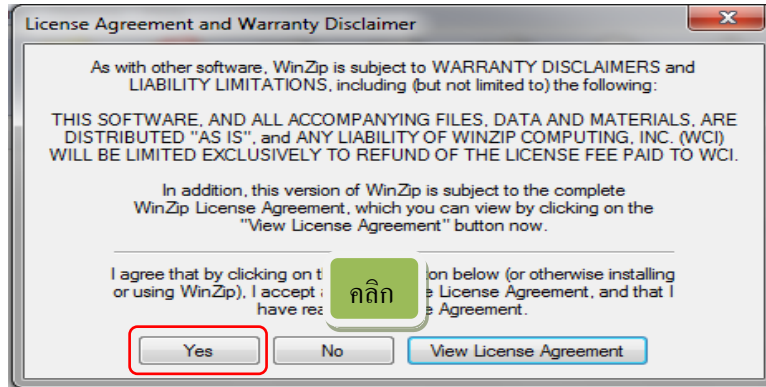 License Agreement and Warranty Disclaimer
As with other software, WinZip is subject to WARRANTY DISCLAIMERS and
LIABILITY LIMITATIONS, including (but not limited to) the following:
THIS SOFTWARE, AND ALL ACCOMPANYING FILES, DATA AND MATERIALS, ARE
DISTRIBUTED "AS IS", and ANY LIABILITY OF WINZIP COMPUTING, INC. (WCI)
WILL BE LIMITED EXCLUSIVELY TO REFUND OF THE LICENSE FEE PAID TO WCI.
In addition, this version of WinZip is subject to the complete
WinZip License Agreement, which you can view by clicking on the
"View License Agreement" button now.
I agree that by clicking on below (or otherwise installing
or using WinZip), I accept License Agreement, and that I
have Agreement.
คลิก
Yes No View License Agreement